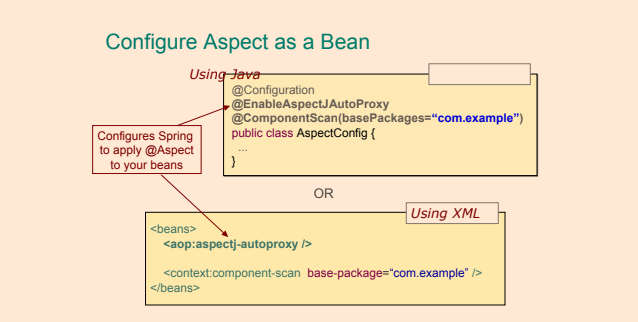 Configure Aspect as a Bean
Using Java
@Configuration
@EnableAspectJAutoProxy
@ComponentScan(basePackages=“com.example”)
public class AspectConfig {
...
}
Configures Spring
to apply @Aspect
to your beans
OR
Using XML
<beans>
<aop:aspectj-autoproxy />
<context:component-scan base-package=“com.example” />
</beans>